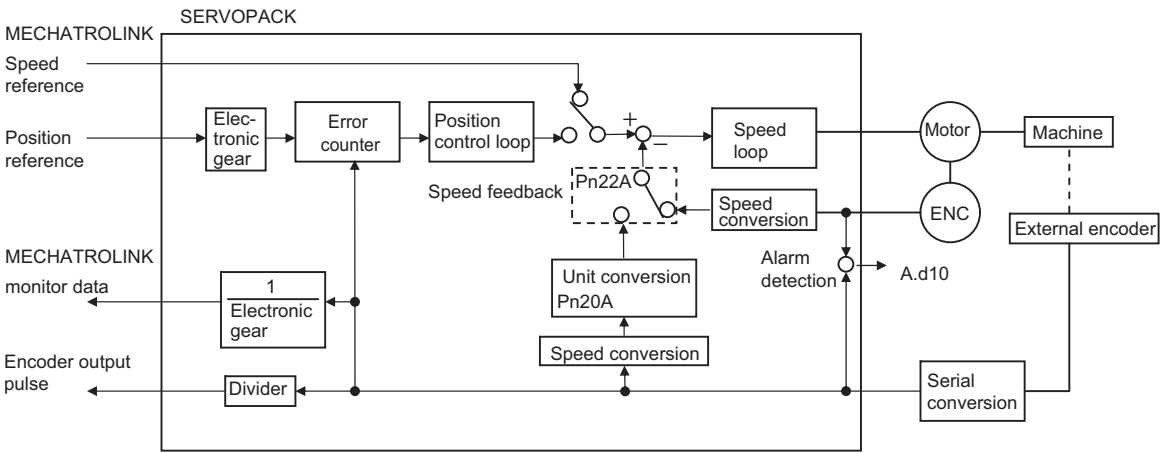 SERVOPACK
MECHATROLINK
Speed
reference
Position
reference
Elec-
tronic
gear
Error
counter
Position
control loop
+
−
Speed
loop
Motor
Machine
Speed feedback
Pn22A
Speed
conversion
ENC
External encoder
MECHATROLINK
monitor data
1
Electronic
gear
Unit conversion
Pn20A
Alarm
detection
A.d10
Speed conversion
Encoder output
pulse
Divider
Serial
conversion